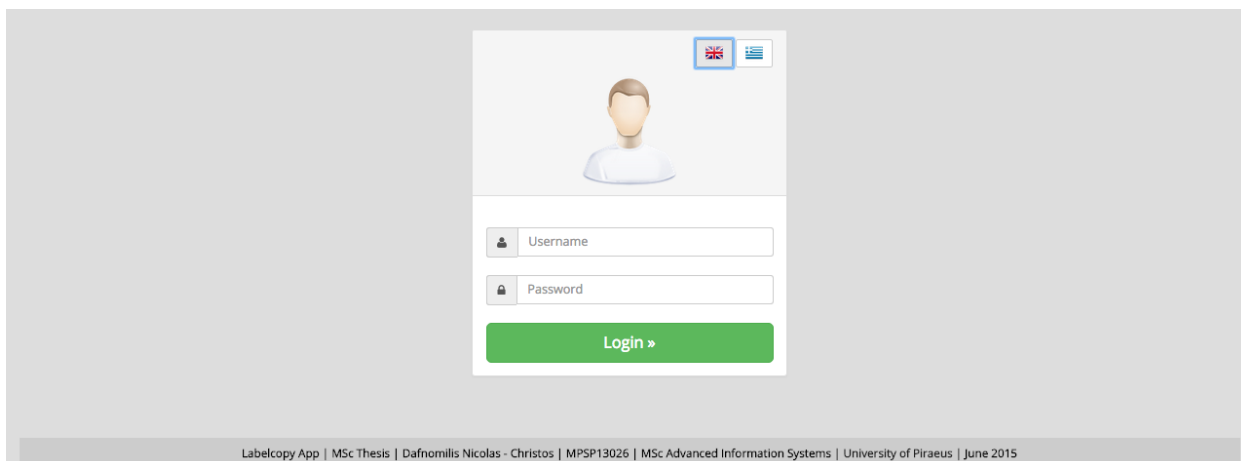 Username
Password
Login »
Labelcopy App | MSc Thesis | Dafnomilis Nicolas - Christos | MPSP13026 | MSc Advanced Information Systems | University of Piraeus | June 2015